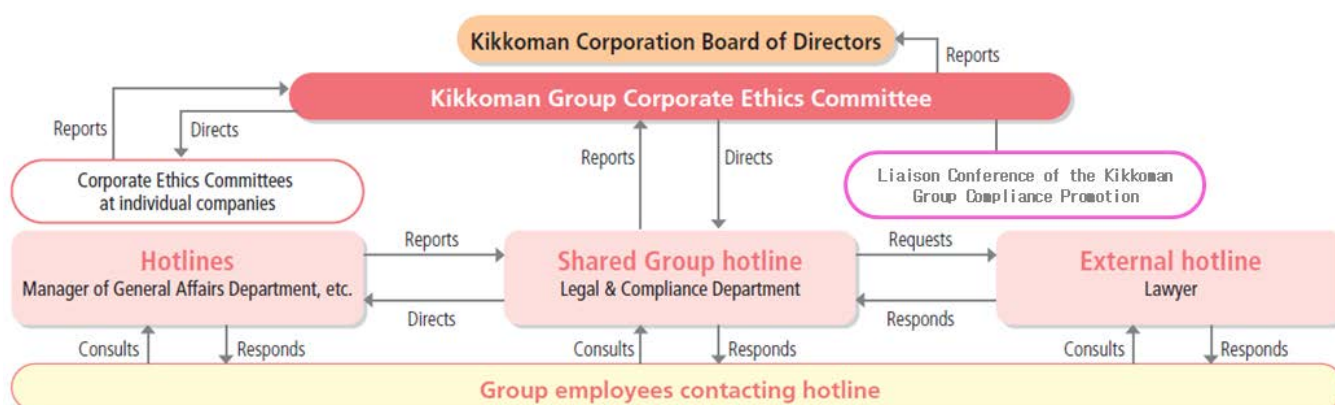 Kikkoman Corporation Board of Directors
Reports
Kikkoman Group Corporate Ethics Committee
Reports
Directs
Reports
Directs
Corporate Ethics Committees
at individual companies
Liaison Conference of the Kikkoman
Group Compliance Promotion
Hotlines
Manager of General Affairs Department, etc.
Reports
Directs
Shared Group hotline
Legal & Compliance Department
Requests
Responds
External hotline
Lawyer
Consults
Responds
Consults
Responds
Consults
Responds
Group employees contacting hotline